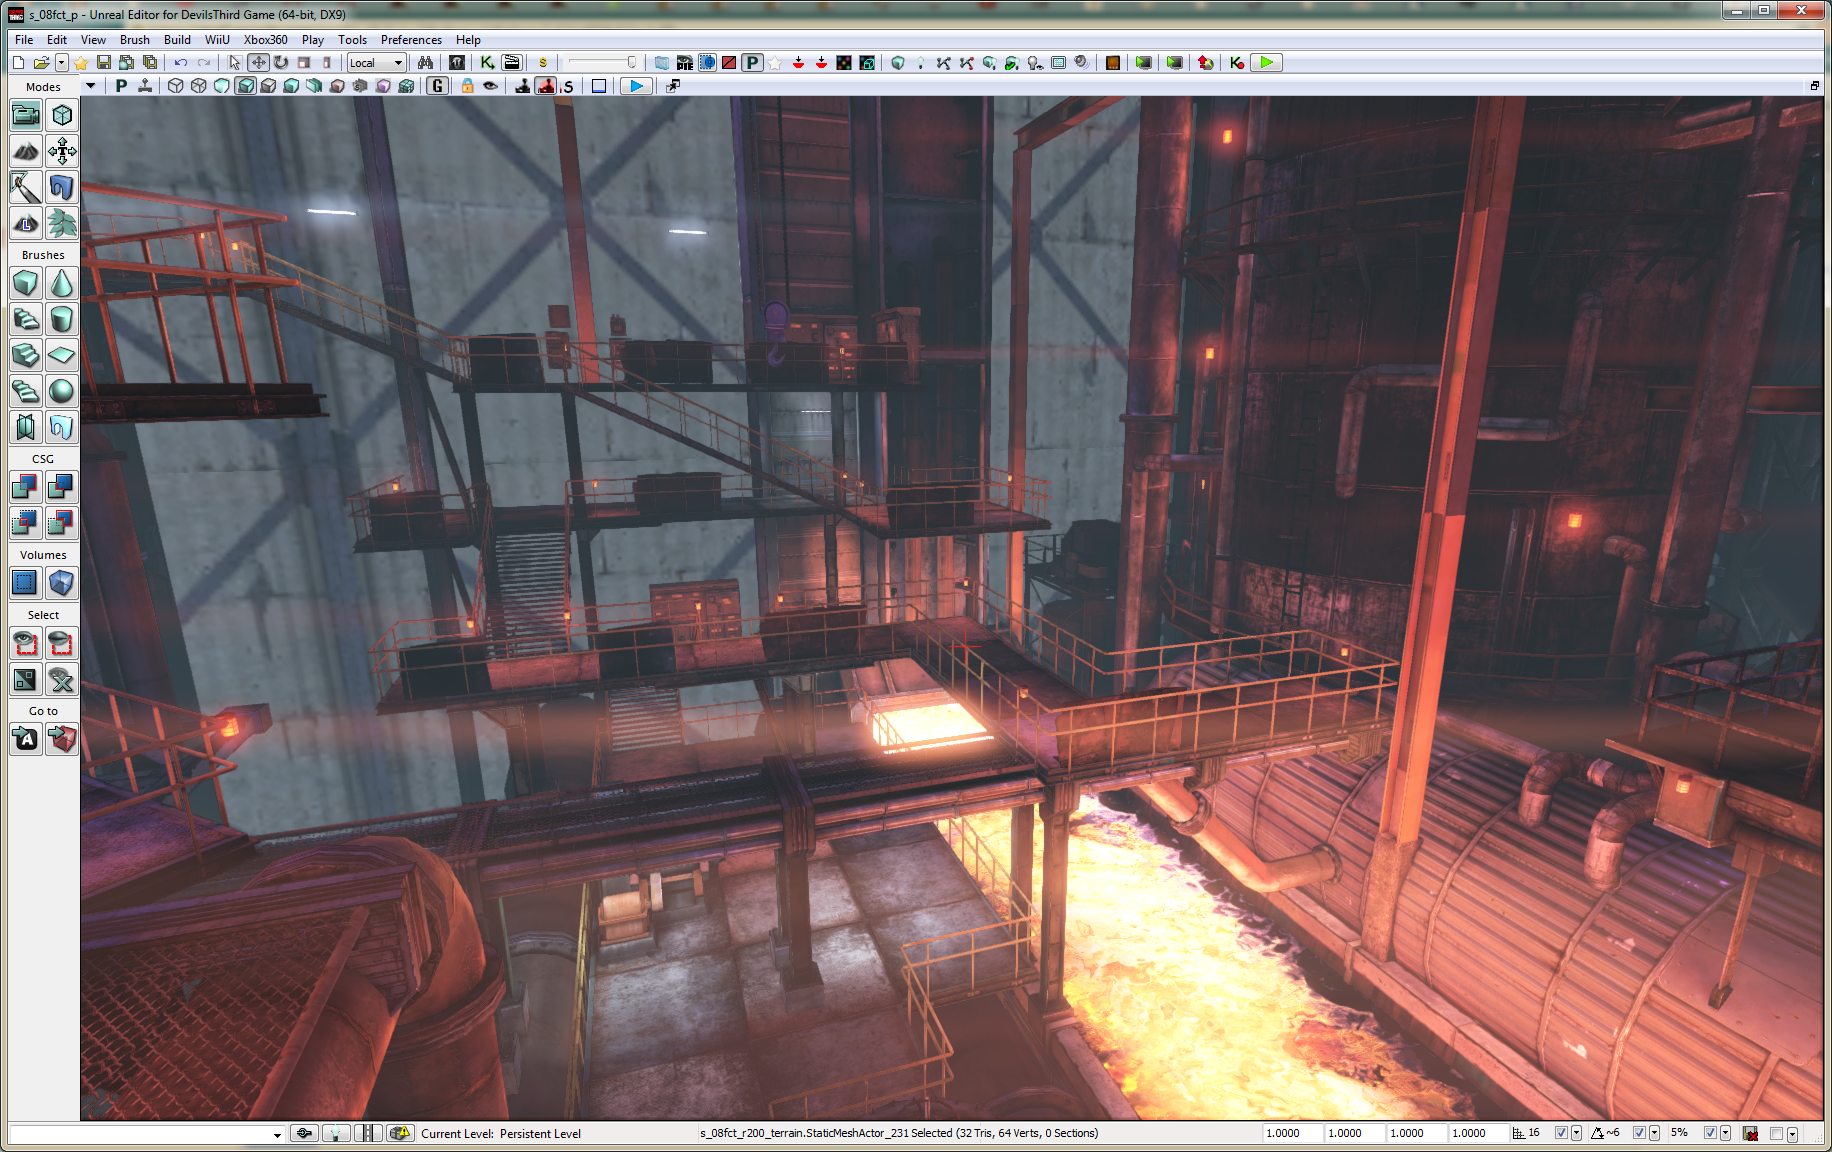 s_08fct_p - Unreal Editor for DevilsThird Game (64-bit, DX9)
File Edit View Brush Build WiiU Xbox360 Play Tools Preferences Help
Local
Modes
Brushes
CSG
Volumes
Select
Go to
Current Level: Persistent Level
s_08fct_r200_terrain.StaticMeshActor_231 Selected (32 Tris, 64 Verts, 0 Sections)
1.0000 1.0000 1.0000 1.0000 16 ~6 5%